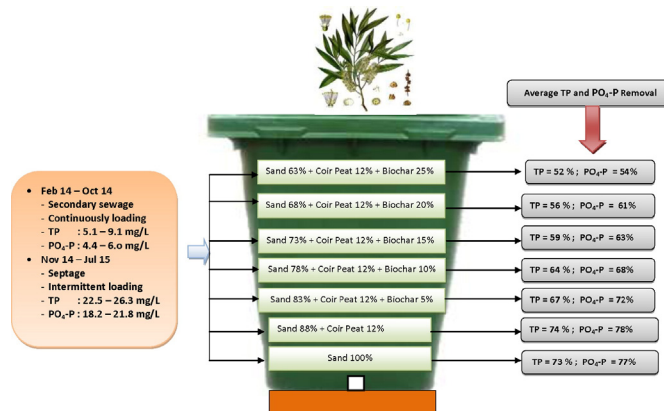 Average TP and PO₄-P Removal
Sand 63% + Coir Peat 12% + Biochar 25%
TP = 52 % ; PO₄-P = 54%
Sand 68% + Coir Peat 12% + Biochar 20%
TP = 56 % ; PO₄-P = 61%
Sand 73% + Coir Peat 12% + Biochar 15%
TP = 59 % ; PO₄-P = 63%
Sand 78% + Coir Peat 12% + Biochar 10%
TP = 64 % ; PO₄-P = 68%
Sand 83% + Coir Peat 12% + Biochar 5%
TP = 67 % ; PO₄-P = 72%
Sand 88% + Coir Peat 12%
TP = 74 % ; PO₄-P = 78%
Sand 100%
TP = 73 % ; PO₄-P = 77%
• Feb 14 – Oct 14
- Secondary sewage
- Continuously loading
- TP : 5.1 – 9.1 mg/L
- PO₄-P : 4.4 – 6.0 mg/L
• Nov 14 – Jul 15
- Septage
- Intermittent loading
- TP : 22.5 – 26.3 mg/L
- PO₄-P : 18.2 – 21.8 mg/L